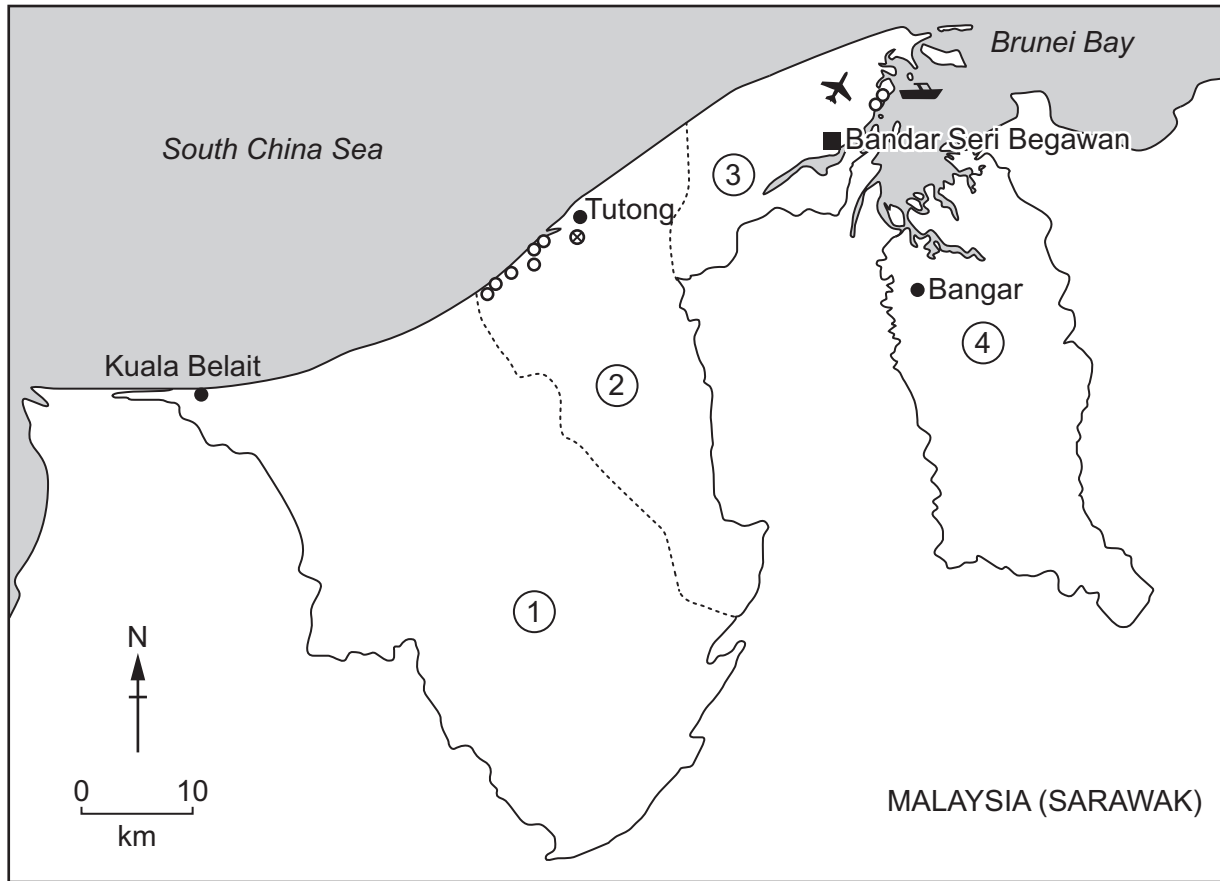 Brunei Bay
South China Sea
Bandar Seri Begawan
3
Tutong
Bangar
4
Kuala Belait
2
1
N
0 10
km
MALAYSIA (SARAWAK)